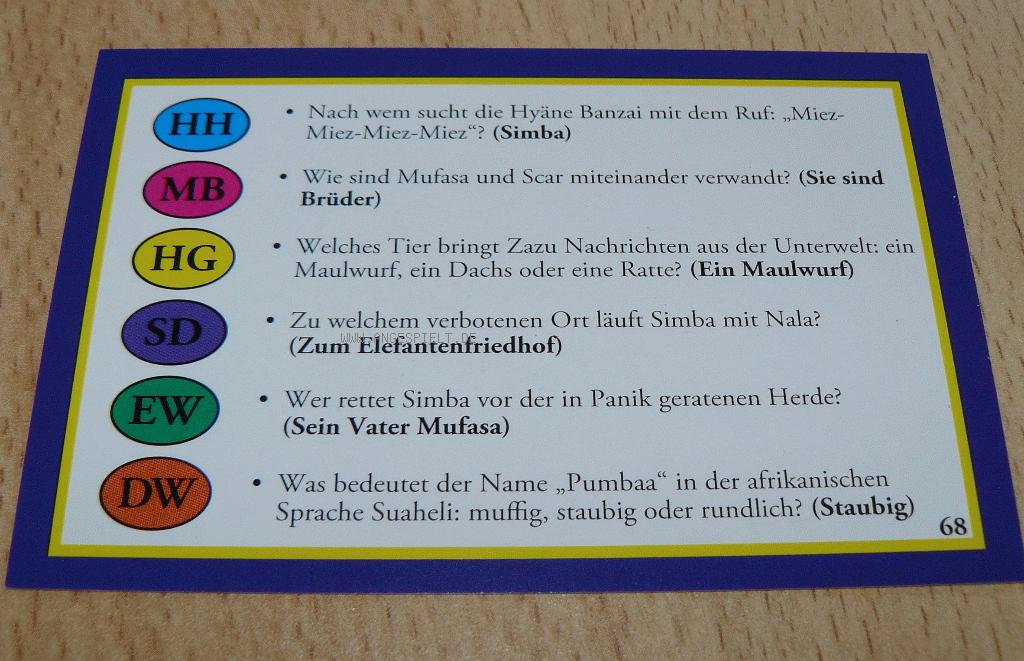 HH • Nach wem sucht die Hyäne Banzai mit dem Ruf: „Miez-
Miez-Miez-Miez“? (Simba)
MB • Wie sind Mufasa und Scar miteinander verwandt? (Sie sind
Brüder)
HG • Welches Tier bringt Zazu Nachrichten aus der Unterwelt: ein
Maulwurf, ein Dachs oder eine Ratte? (Ein Maulwurf)
SD • Zu welchem verbotenen Ort läuft Simba mit Nala?
WWW.ANGESPIELT.DE
(Zum Elefantenfriedhof)
EW • Wer rettet Simba vor der in Panik geratenen Herde?
(Sein Vater Mufasa)
DW • Was bedeutet der Name „Pumbaa“ in der afrikanischen
Sprache Suaheli: muffig, staubig oder rundlich? (Staubig)
68